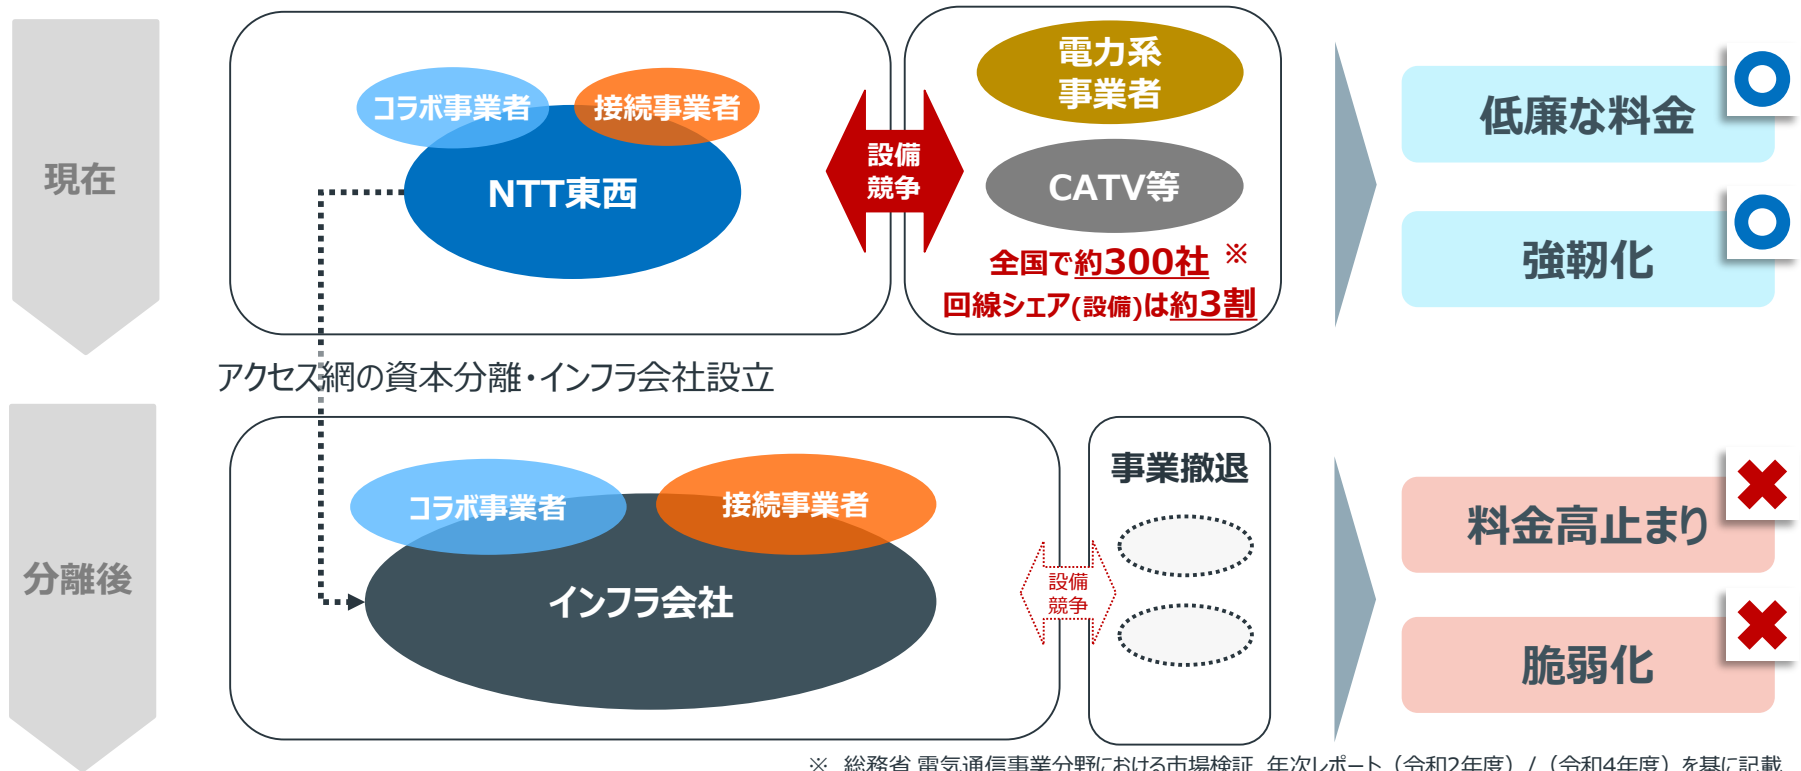 現在
コラボ事業者
接続事業者
NTT東西
設備
競争
電力系
事業者
CATV等
全国で約300社 ※
回線シェア(設備)は約3割
低廉な料金
強靭化
アクセス網の資本分離・インフラ会社設立
分離後
コラボ事業者
接続事業者
インフラ会社
設備
競争
事業撤退
料金高止まり
脆弱化
※ 総務省 電気通信事業分野における市場検証 年次レポート（令和2年度）/（令和4年度）を基に記載